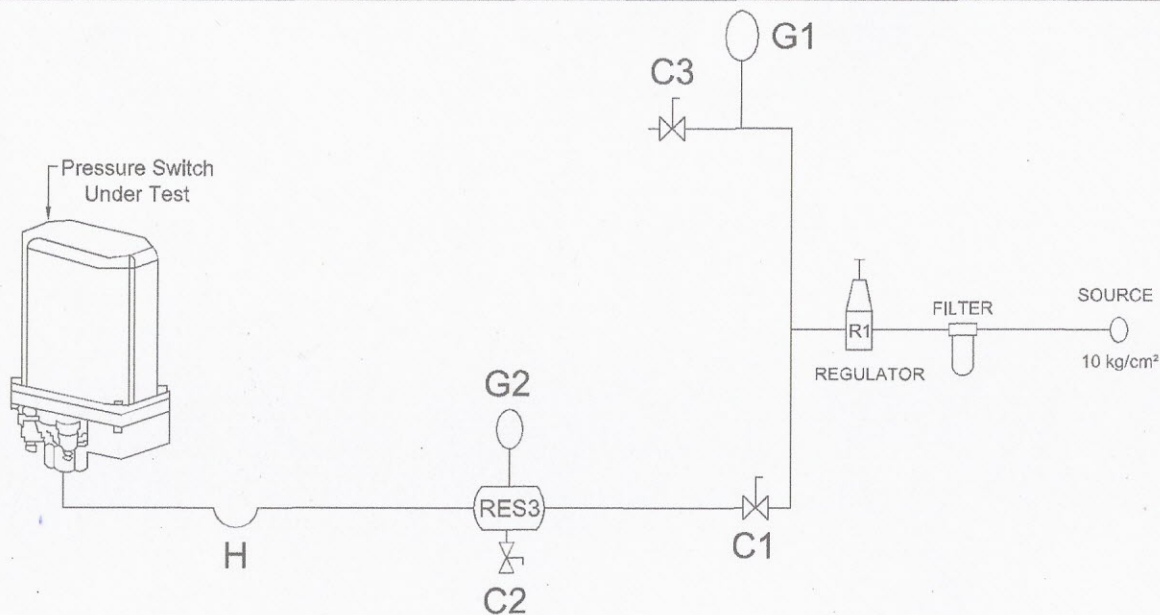 G1
C3
Pressure Switch
Under Test
SOURCE
FILTER
R1
10 kg/cm²
REGULATOR
G2
RES3
H
C1
C2